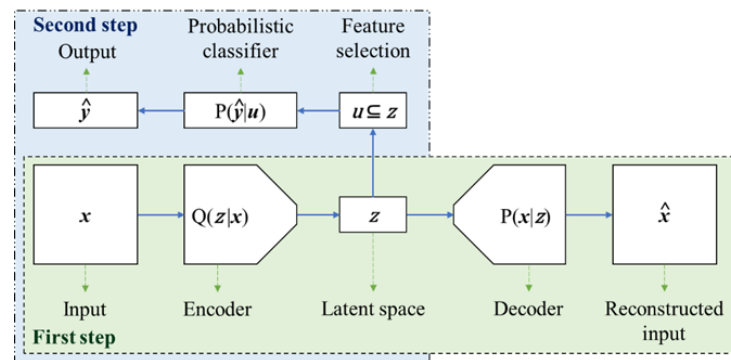 Second step
Output
Probabilistic
classifier
Feature
selection
ŷ
P(ŷ|u)
u ⊆ z
x
Q(z|x)
z
P(x|z)
x̂
Input
Encoder
Latent space
Decoder
Reconstructed
input
First step